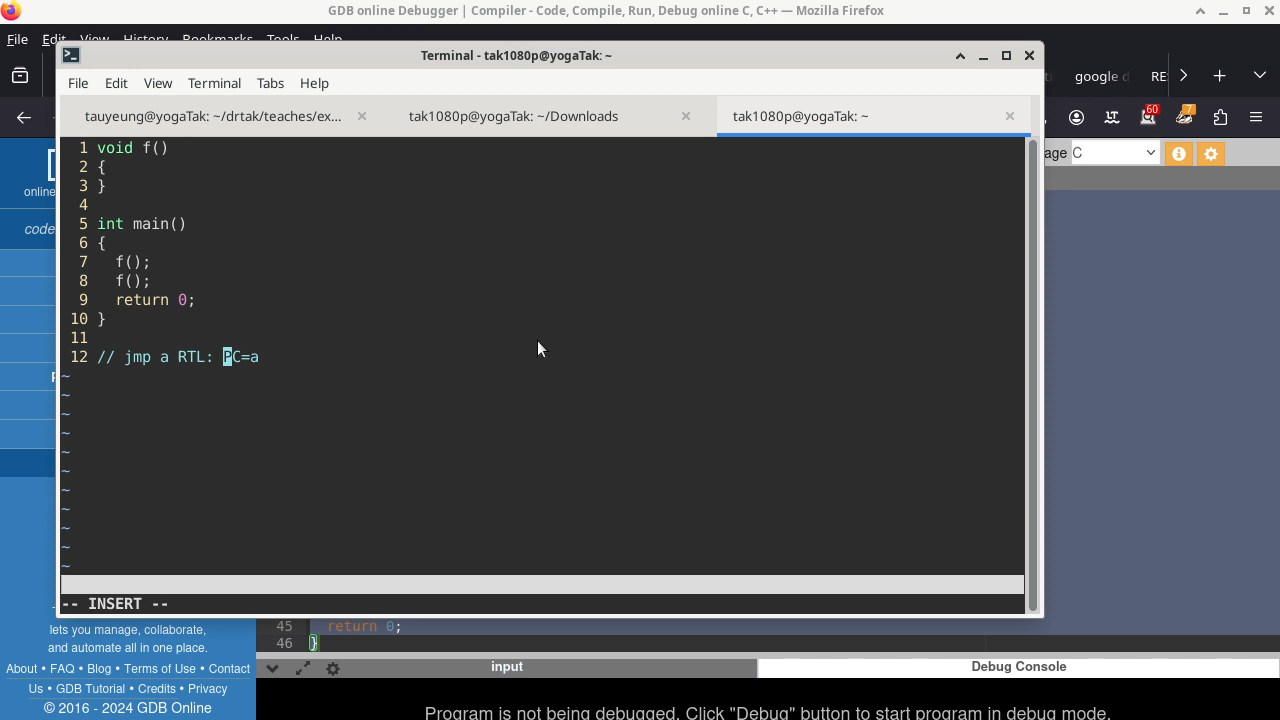 GDB online Debugger | Compiler - Code, Compile, Run, Debug online C, C++ — Mozilla Firefox
File Edit View History Bookmarks Tools Help
Terminal - tak1080p@yogaTak: ~
File Edit View Terminal Tabs Help
google d
RE
tauyeung@yogaTak: ~/drtak/teaches/ex...
tak1080p@yogaTak: ~/Downloads
tak1080p@yogaTak: ~
60
7
age C
online
code
1 void f()
2 {
3 }
4
5 int main()
6 {
7 f();
8 f();
9 return 0;
10 }
11
12 // jmp a RTL: PC=a
~
~
~
~
~
~
~
~
~
~
~
-- INSERT --
45 return 0;
46 }
lets you manage, collaborate,
and automate all in one place.
About • FAQ • Blog • Terms of Use • Contact
Us • GDB Tutorial • Credits • Privacy
© 2016 - 2024 GDB Online
input
Debug Console
Program is not being debugged. Click "Debug" button to start program in debug mode.